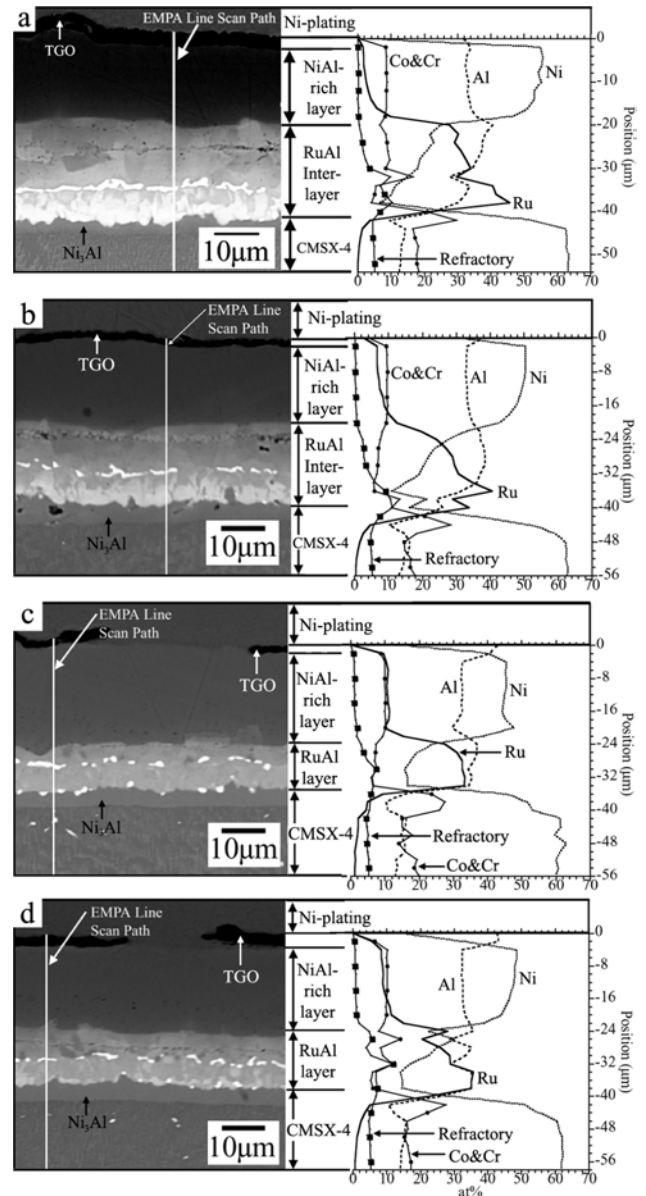 a
EMPA Line Scan Path
TGO
Ni-plating
NiAl-
rich
layer
RuAl
Inter-
layer
CMSX-4
Ni3Al
10μm
Co&Cr
Al
Ni
Ru
Refractory
0
-10
-20
-30
-40
-50
Position (μm)
0 10 20 30 40 50 60 70
b
EMPA Line
Scan Path
TGO
Ni-plating
NiAl-
rich
layer
RuAl
Inter-
layer
CMSX-4
Ni3Al
10μm
Co&Cr
Al
Ni
Ru
Refractory
0
-8
-16
-24
-32
-40
-48
-56
Position (μm)
0 10 20 30 40 50 60 70
c
EMPA Line
Scan Path
TGO
Ni-plating
NiAl-
rich
layer
RuAl
layer
CMSX-4
Ni3Al
10μm
Al
Ni
Ru
Refractory
Co&Cr
0
-8
-16
-24
-32
-40
-48
-56
Position (μm)
0 10 20 30 40 50 60 70
d
EMPA Line
Scan Path
TGO
Ni-plating
NiAl-
rich
layer
RuAl
layer
CMSX-4
Ni3Al
10μm
Al
Ni
Ru
Refractory
Co&Cr
0
-8
-16
-24
-32
-40
-48
-56
Position (μm)
0 10 20 30 40 50 60 70
at%